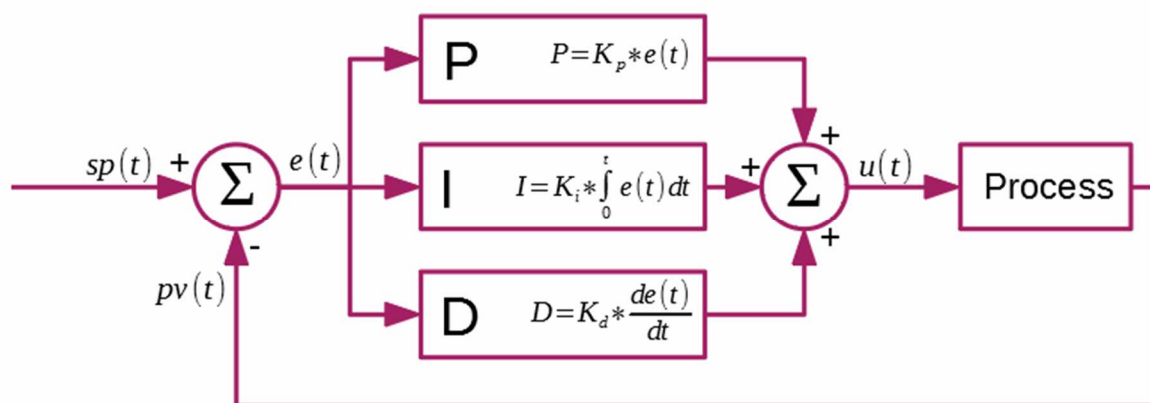 P P=K_p*e(t)
+
sp(t) + Σ e(t)
I I=K_i*∫_0^t e(t)dt + Σ u(t) Process
-
+
pv(t)
D D=K_d*de(t)/dt